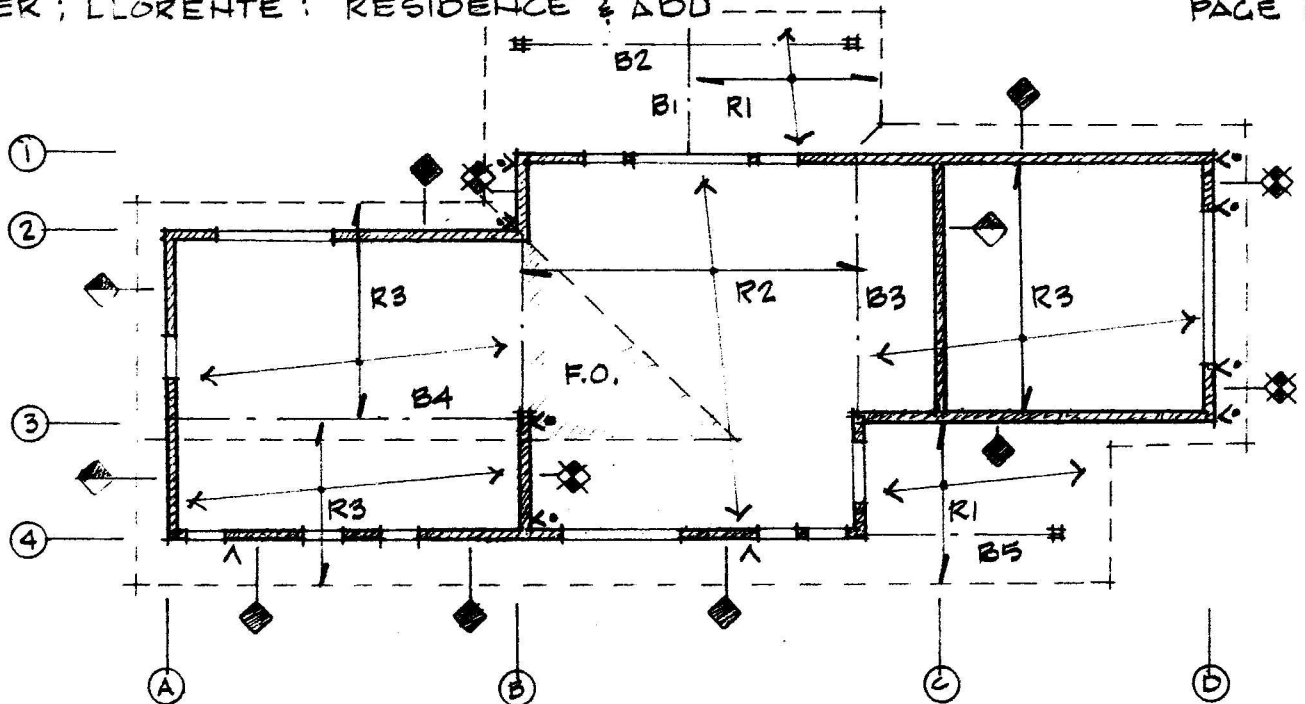 ER; LLORENTE: RESIDENCE & ADU
PAGE
B2
B1
R1
1
2
R3
R2
B3
R3
F.O.
B4
3
R3
R1
4
B5
A
B
C
D